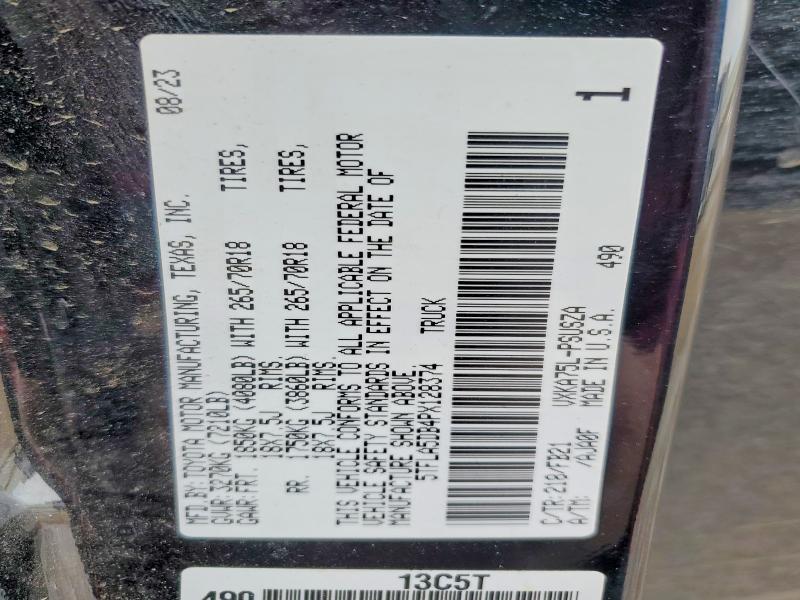 MFD.BY:TOYOTA MOTOR MANUFACTURING, TEXAS, INC. 08/23
GVWR: 3270KG (7210LB)
GAWR:FRT. 1850KG (4080LB) WITH 265/70R18 TIRES,
18X7.5J RIMS.
RR. 1750KG (3860LB) WITH 265/70R18 TIRES,
18X7.5J RIMS.
THIS VEHICLE CONFORMS TO ALL APPLICABLE FEDERAL MOTOR
VEHICLE SAFETY STANDARDS IN EFFECT ON THE DATE OF
MANUFACTURE SHOWN ABOVE.
5TFLA5DB4PX128374 TRUCK
C/TR:218/FB21 VXKA75L-PSUSZA
A/TM: /AJA0F MADE IN U.S.A. 490
1
490 13C5T